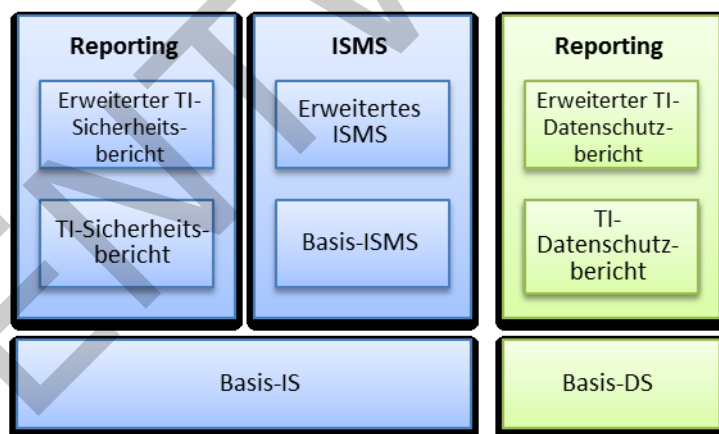 Reporting
Erweiterter TI-
Sicherheits-
bericht
TI-Sicherheits-
bericht
ISMS
Erweitertes
ISMS
Basis-ISMS
Reporting
Erweiterter TI-
Datenschutz-
bericht
TI-
Datenschutz-
bericht
Basis-IS
Basis-DS